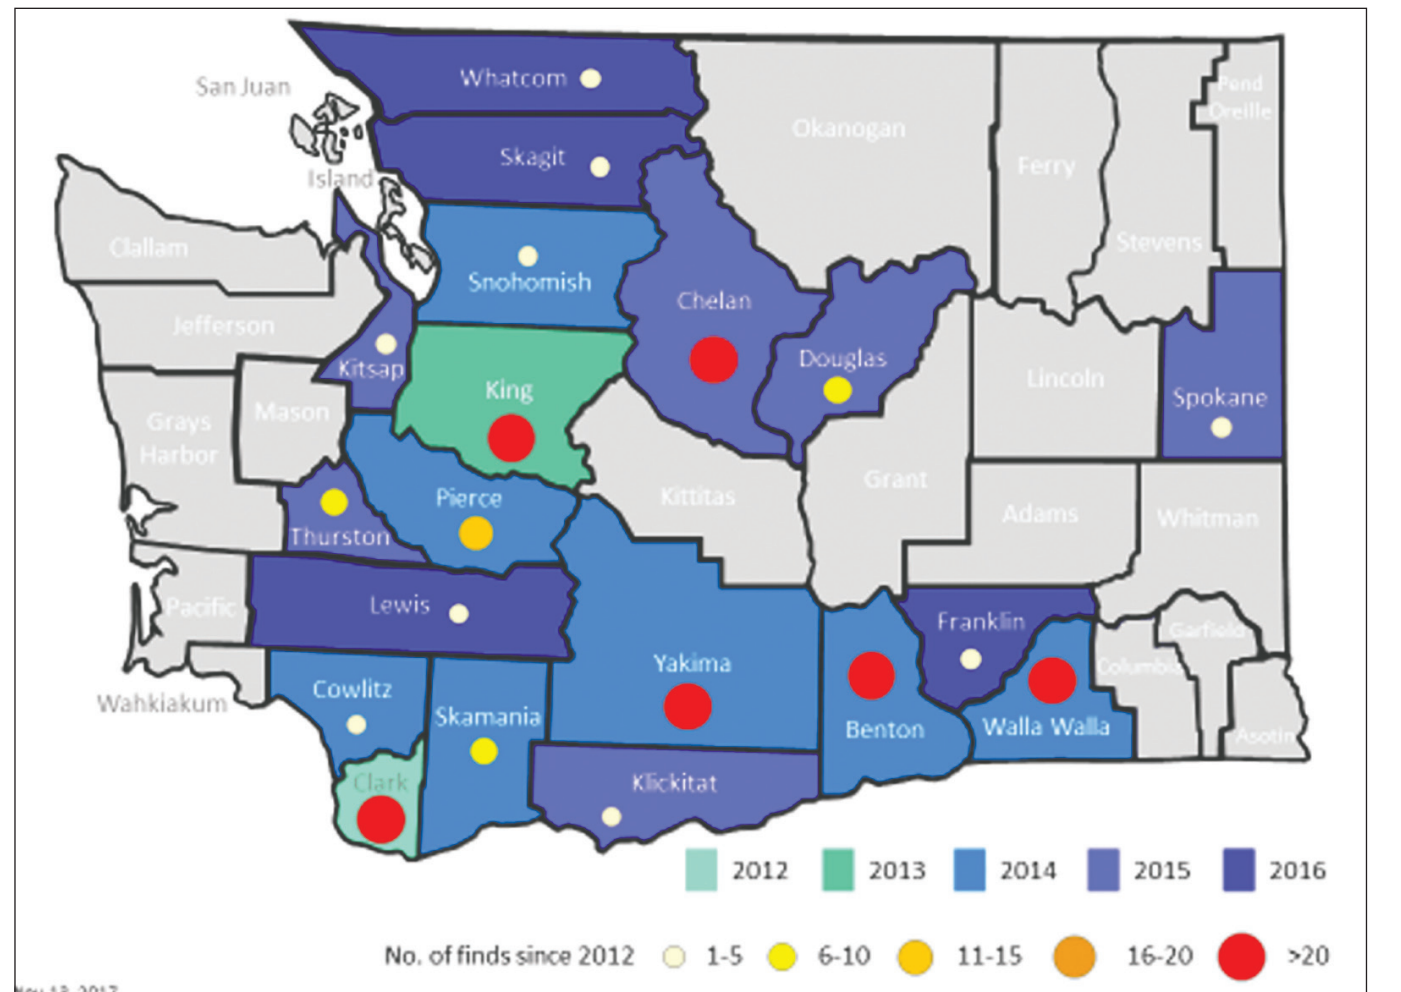 Whatcom
San Juan
Pend
Oreille
Okanogan
Skagit
Ferry
Island
Stevens
Clallam
Snohomish
Chelan
Jefferson
Douglas
Kitsap
Lincoln
King
Spokane
Mason
Grays
Harbor
Grant
Kittitas
Pierce
Adams
Whitman
Thurston
Lewis
Pacific
Franklin
Garfield
Yakima
Columbia
Cowlitz
Wahkiakum
Skamania
Benton
Walla Walla
Asotin
Clark
Klickitat
2012 2013 2014 2015 2016
No. of finds since 2012 1-5 6-10 11-15 16-20 >20